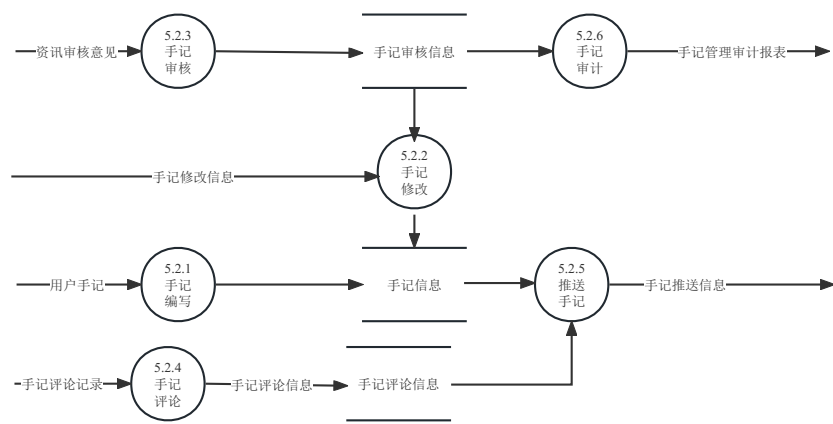 资讯审核意见
5.2.3
手记
审核
手记审核信息
5.2.6
手记
审计
手记管理审计报表
手记修改信息
5.2.2
手记
修改
用户手记
5.2.1
手记
编写
手记信息
5.2.5
推送
手记
手记推送信息
手记评论记录
5.2.4
手记
评论
手记评论信息
手记评论信息